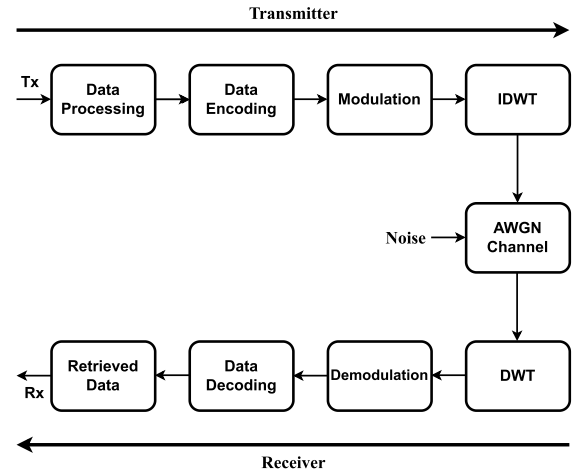 Transmitter
Tx
Data
Processing
Data
Encoding
Modulation
IDWT
Noise
AWGN
Channel
Retrieved
Data
Data
Decoding
Demodulation
DWT
Rx
Receiver